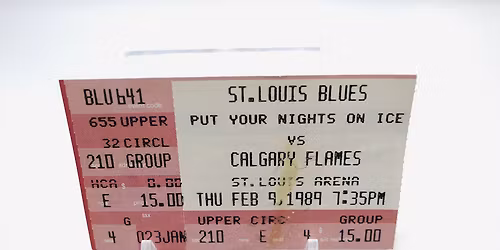 BLU641 ST.LOUIS BLUES
655 UPPER PUT YOUR NIGHTS ON ICE
32 CIRCL VS
210 GROUP CALGARY FLAMES
HCA 0.00 ST.LOUIS ARENA
E 15.00 THU FEB 9,1989 7:35PM
G UPPER CIRC GROUP
4 023JAN 210 E 4 15.00